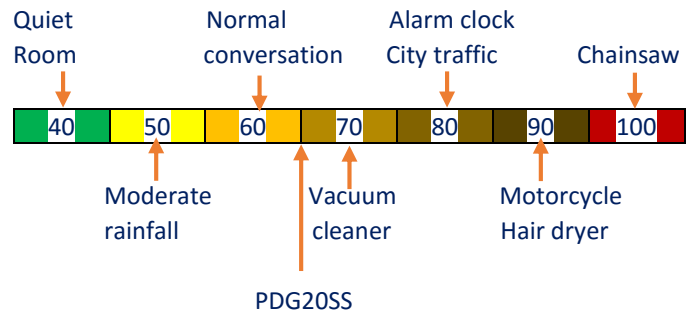 Quiet
Room
Normal
conversation
Alarm clock
City traffic
Chainsaw
40 50 60 70 80 90 100
Moderate
rainfall
Vacuum
cleaner
Motorcycle
Hair dryer
PDG20SS